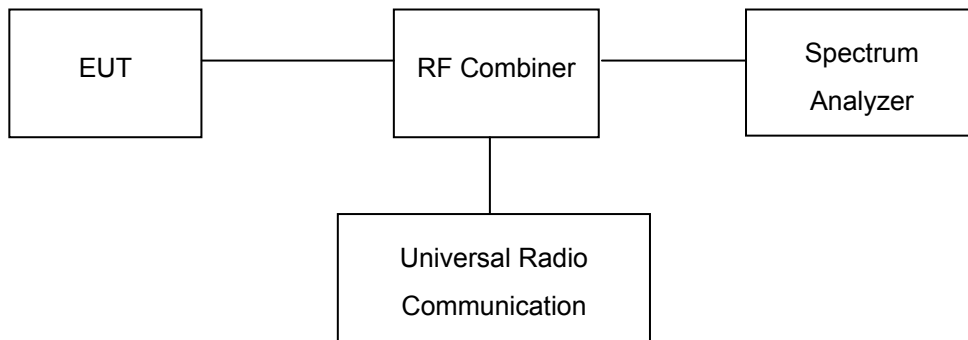 EUT
RF Combiner
Spectrum
Analyzer
Universal Radio
Communication